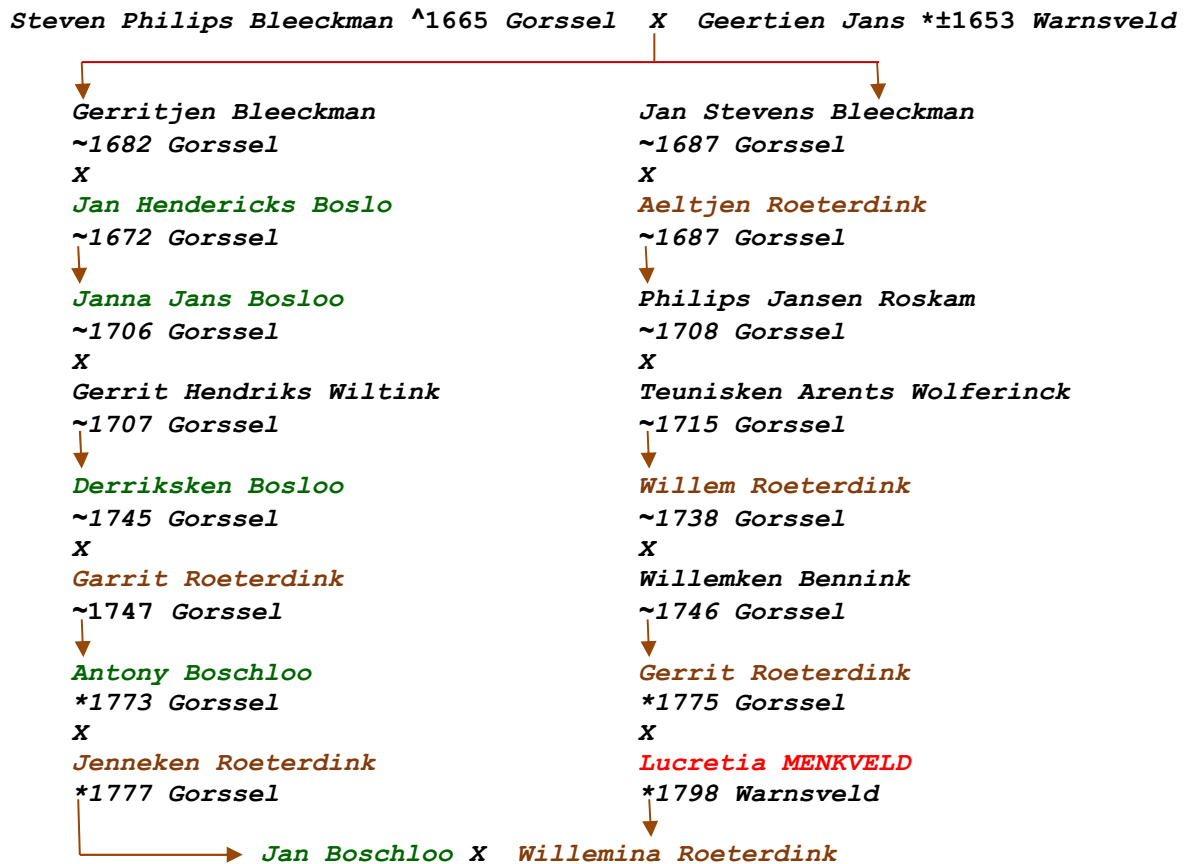 Steven Philips Bleeckman ^1665 Gorssel X Geertien Jans *±1653 Warnsveld
Gerritjen Bleeckman
~1682 Gorssel
X
Jan Hendericks Boslo
~1672 Gorssel
Janna Jans Bosloo
~1706 Gorssel
X
Gerrit Hendriks Wiltink
~1707 Gorssel
Derriksken Bosloo
~1745 Gorssel
X
Garrit Roeterdink
~1747 Gorssel
Antony Boschloo
*1773 Gorssel
X
Jenneken Roeterdink
*1777 Gorssel
Jan Stevens Bleeckman
~1687 Gorssel
X
Aeltjen Roeterdink
~1687 Gorssel
Philips Jansen Roskam
~1708 Gorssel
X
Teunisken Arents Wolferinck
~1715 Gorssel
Willem Roeterdink
~1738 Gorssel
X
Willemken Bennink
~1746 Gorssel
Gerrit Roeterdink
*1775 Gorssel
X
Lucretia MENKVELD
*1798 Warnsveld
Jan Boschloo X Willemina Roeterdink